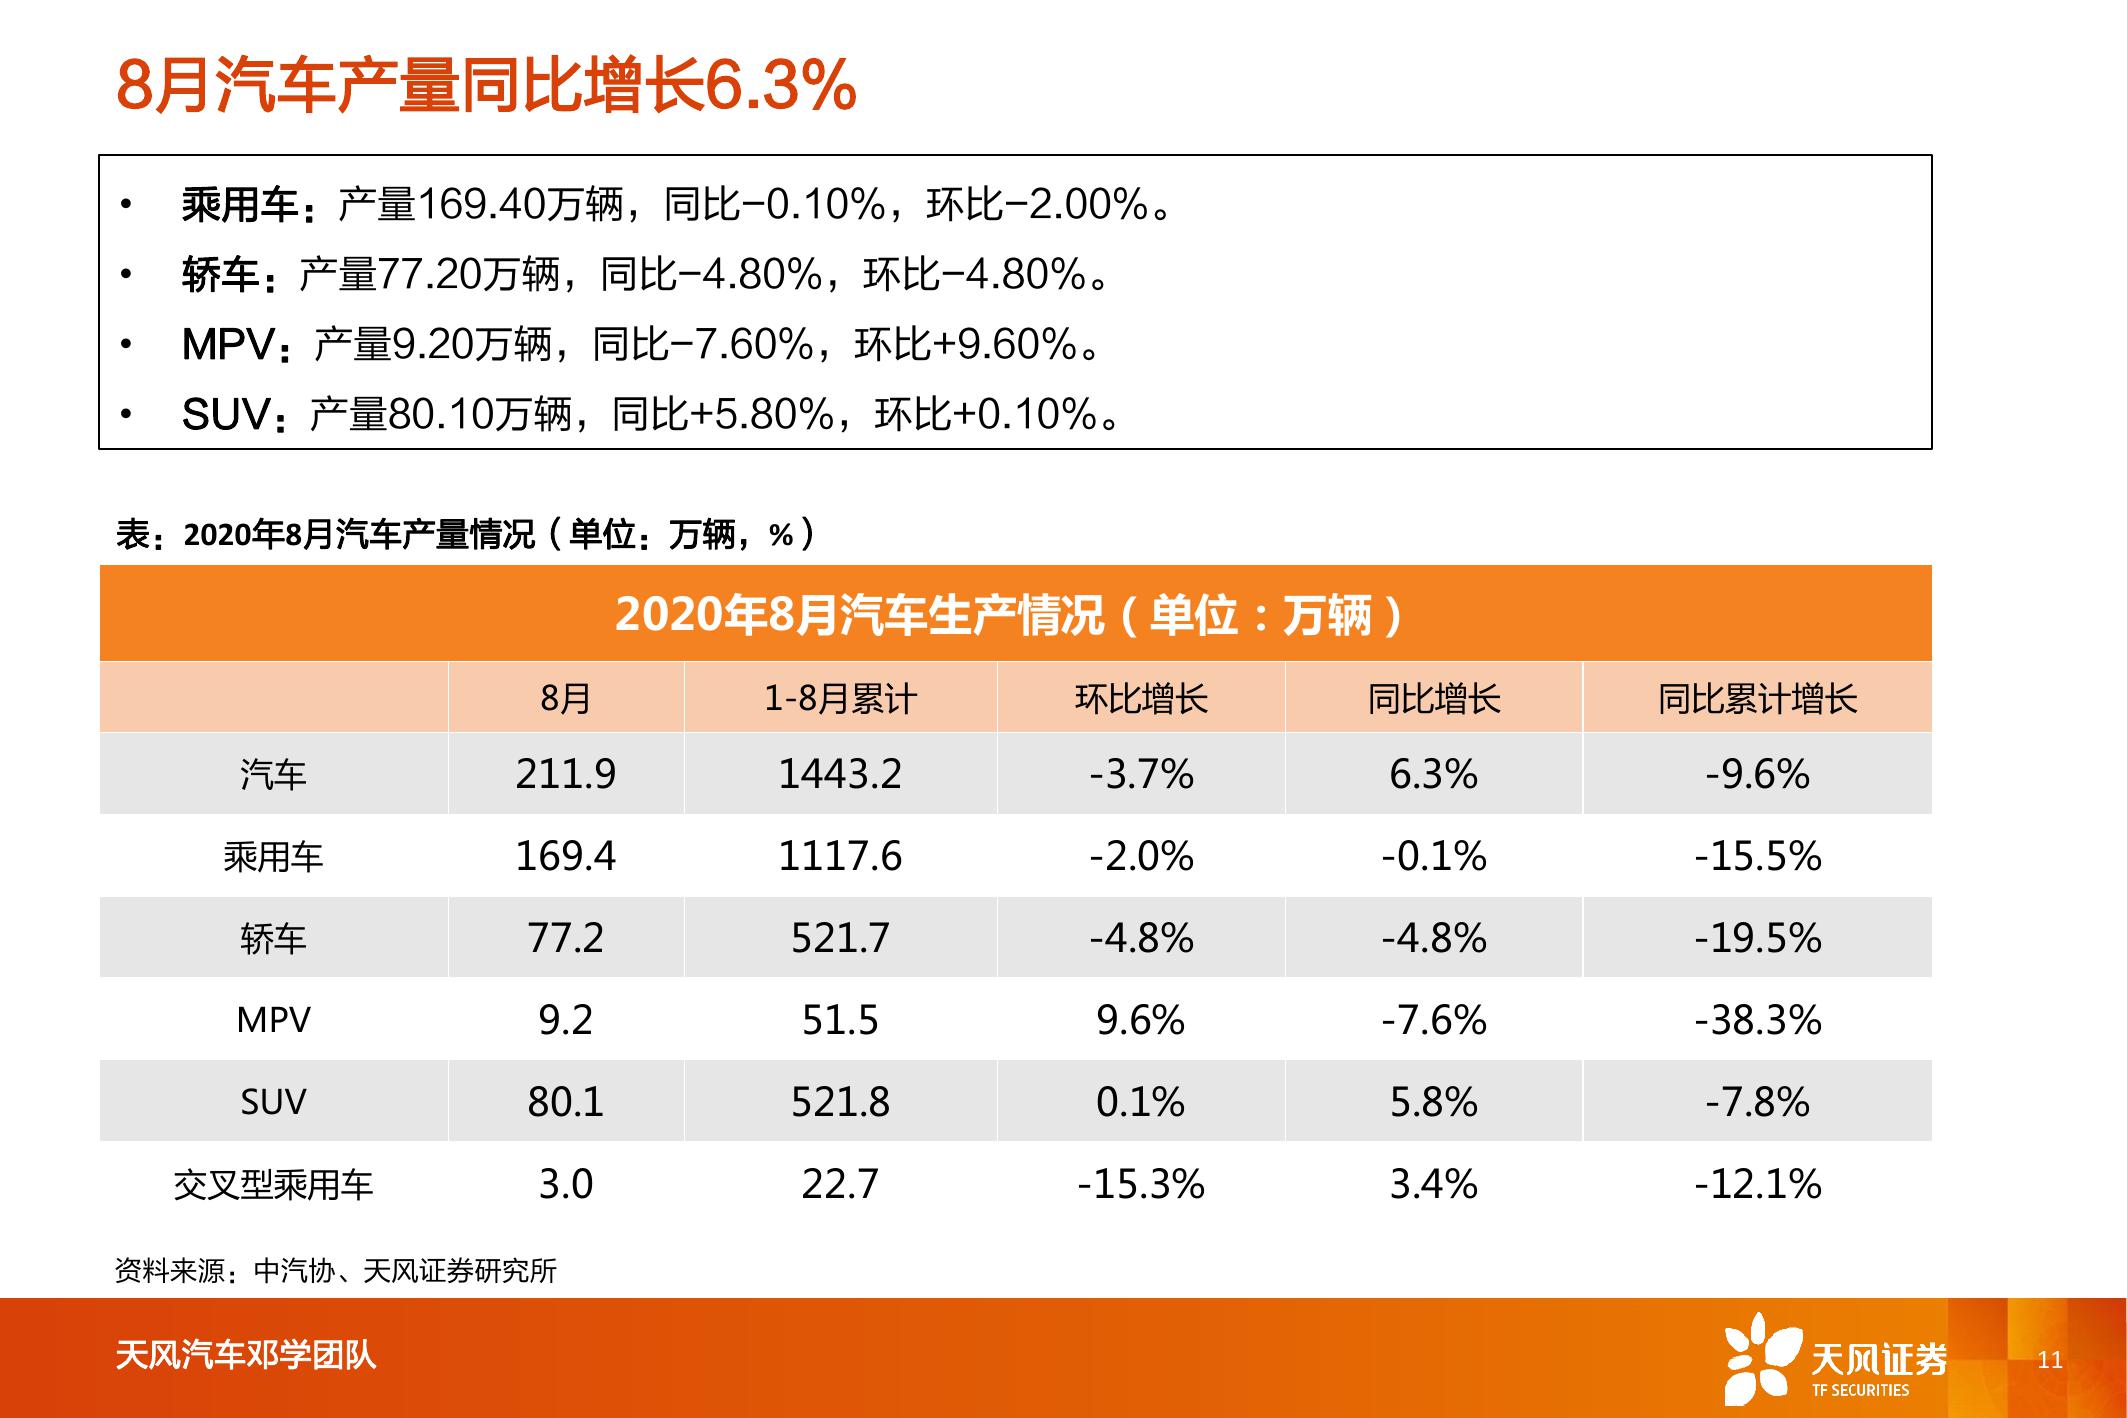 8月汽车产量同比增长6.3%
• 乘用车：产量169.40万辆，同比-0.10%，环比-2.00%。
• 轿车：产量77.20万辆，同比-4.80%，环比-4.80%。
• MPV：产量9.20万辆，同比-7.60%，环比+9.60%。
• SUV：产量80.10万辆，同比+5.80%，环比+0.10%。
表：2020年8月汽车产量情况（单位：万辆，%）
2020年8月汽车生产情况（单位：万辆）
8月 1-8月累计 环比增长 同比增长 同比累计增长
汽车 211.9 1443.2 -3.7% 6.3% -9.6%
乘用车 169.4 1117.6 -2.0% -0.1% -15.5%
轿车 77.2 521.7 -4.8% -4.8% -19.5%
MPV 9.2 51.5 9.6% -7.6% -38.3%
SUV 80.1 521.8 0.1% 5.8% -7.8%
交叉型乘用车 3.0 22.7 -15.3% 3.4% -12.1%
资料来源：中汽协、天风证券研究所
天风汽车邓学团队
天风证券
TF SECURITIES
11